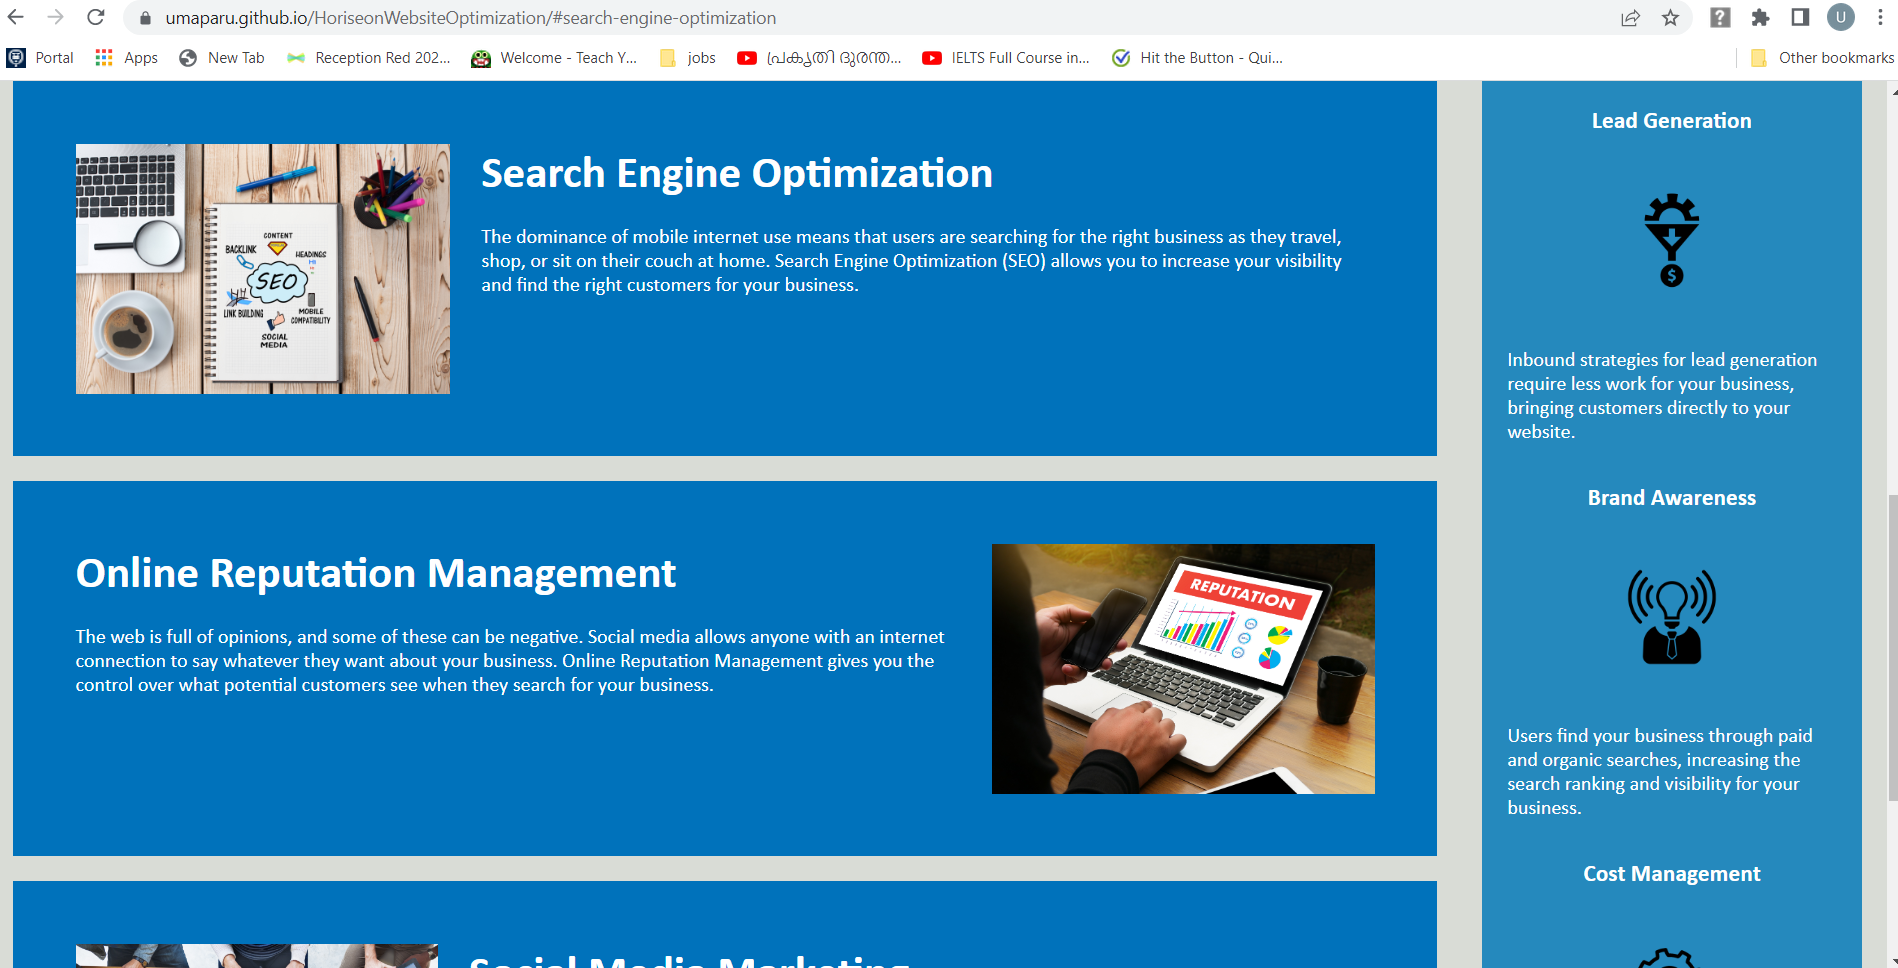 umaparu.github.io/HoriseonWebsiteOptimization/#search-engine-optimization
U
Portal
Apps
New Tab
Reception Red 202...
Welcome - Teach Y...
jobs
പ്രകൃതി ദുരന്ത...
IELTS Full Course in...
Hit the Button - Qui...
Other bookmarks
CONTENT
BACKLINK
HEADINGS
SEO
LINK BUILDING
MOBILE
COMPATIBILITY
SOCIAL
MEDIA
Search Engine Optimization
The dominance of mobile internet use means that users are searching for the right business as they travel,
shop, or sit on their couch at home. Search Engine Optimization (SEO) allows you to increase your visibility
and find the right customers for your business.
Online Reputation Management
The web is full of opinions, and some of these can be negative. Social media allows anyone with an internet
connection to say whatever they want about your business. Online Reputation Management gives you the
control over what potential customers see when they search for your business.
REPUTATION
Social Media Marketing
Lead Generation
$
Inbound strategies for lead generation
require less work for your business,
bringing customers directly to your
website.
Brand Awareness
Users find your business through paid
and organic searches, increasing the
search ranking and visibility for your
business.
Cost Management